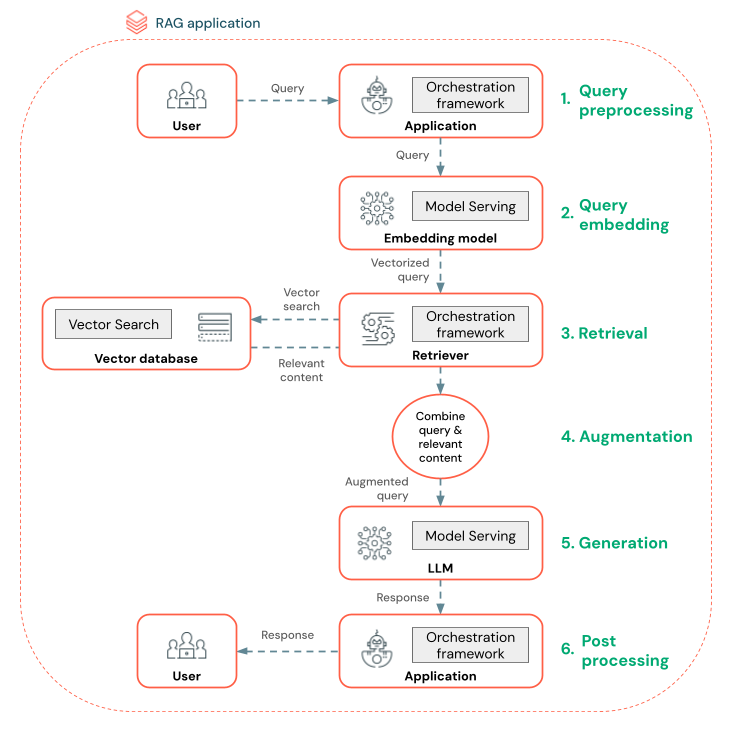 RAG application
Query
Orchestration
framework
User
Application
1. Query
preprocessing
Query
Model Serving
Embedding model
2. Query
embedding
Vectorized
query
Vector
search
Vector Search
Vector database
Orchestration
framework
Retriever
3. Retrieval
Relevant
content
Combine
query &
relevant
content
4. Augmentation
Augmented
query
Model Serving
LLM
5. Generation
Response
Response
Orchestration
framework
User
Application
6. Post
processing